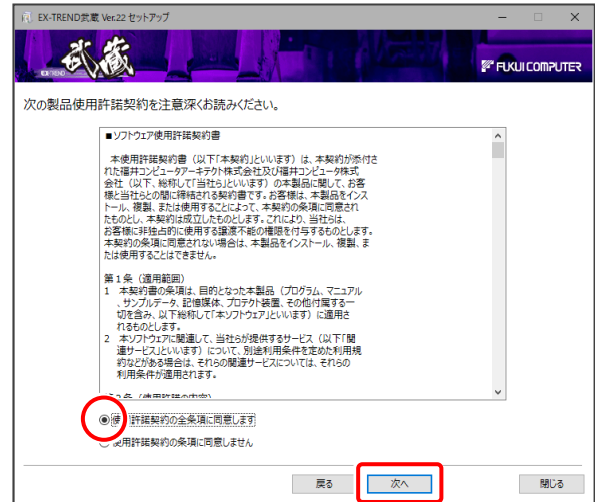 EX-TREND武蔵 Ver.22 セットアップ
EX-TREND 武蔵
FUKUI COMPUTER
次の製品使用許諾契約を注意深くお読みください。
■ソフトウェア使用許諾契約書
本使用許諾契約書（以下「本契約」といいます）は、本契約が添付さ
れた福井コンピューターアーキテクト株式会社及び福井コンピュータ株式
会社（以下、総称して「当社ら」といいます）の本製品に関して、お客
様と当社らとの間に締結される契約書です。お客様は、本製品をインス
トール、複製、または使用することによって、本契約の条項に同意され
たものとし、本契約は成立したものとします。これにより、当社らは、
お客様に非独占的に使用する譲渡不能の権限を付与するものとします。
本契約の条項に同意されない場合は、本製品をインストール、複製、ま
たは使用することはできません。
第１条（適用範囲）
1　本契約書の条項は、目的となった本製品（プログラム、マニュアル
、サンプルデータ、記憶媒体、プロテクト装置、その他付属する一
切を含み、以下総称して「本ソフトウェア」といいます）に適用さ
れるものとします。
2　本ソフトウェアに関連して、当社らが提供するサービス（以下「関
連サービス」といいます）について、別途利用条件を定めた利用規
約などがある場合は、それらの関連サービスについては、それらの
利用条件が適用されます。
使用許諾契約の全条項に同意します
使用許諾契約の条項に同意しません
戻る
次へ
閉じる